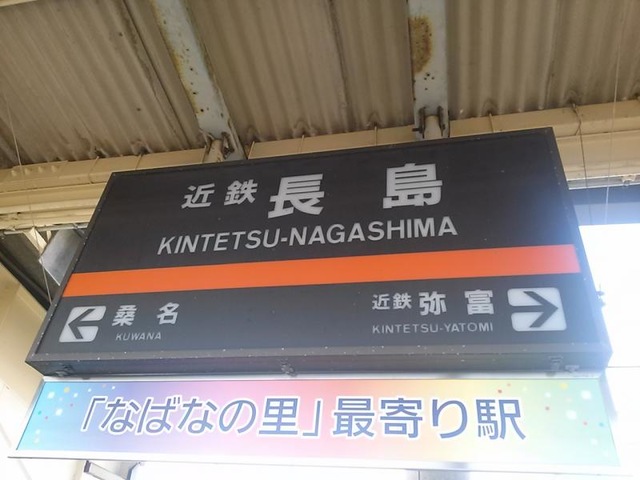 近鉄 長島
KINTETSU-NAGASHIMA
桑名
KUWANA
近鉄 弥富
KINTETSU-YATOMI
「なばなの里」最寄り駅